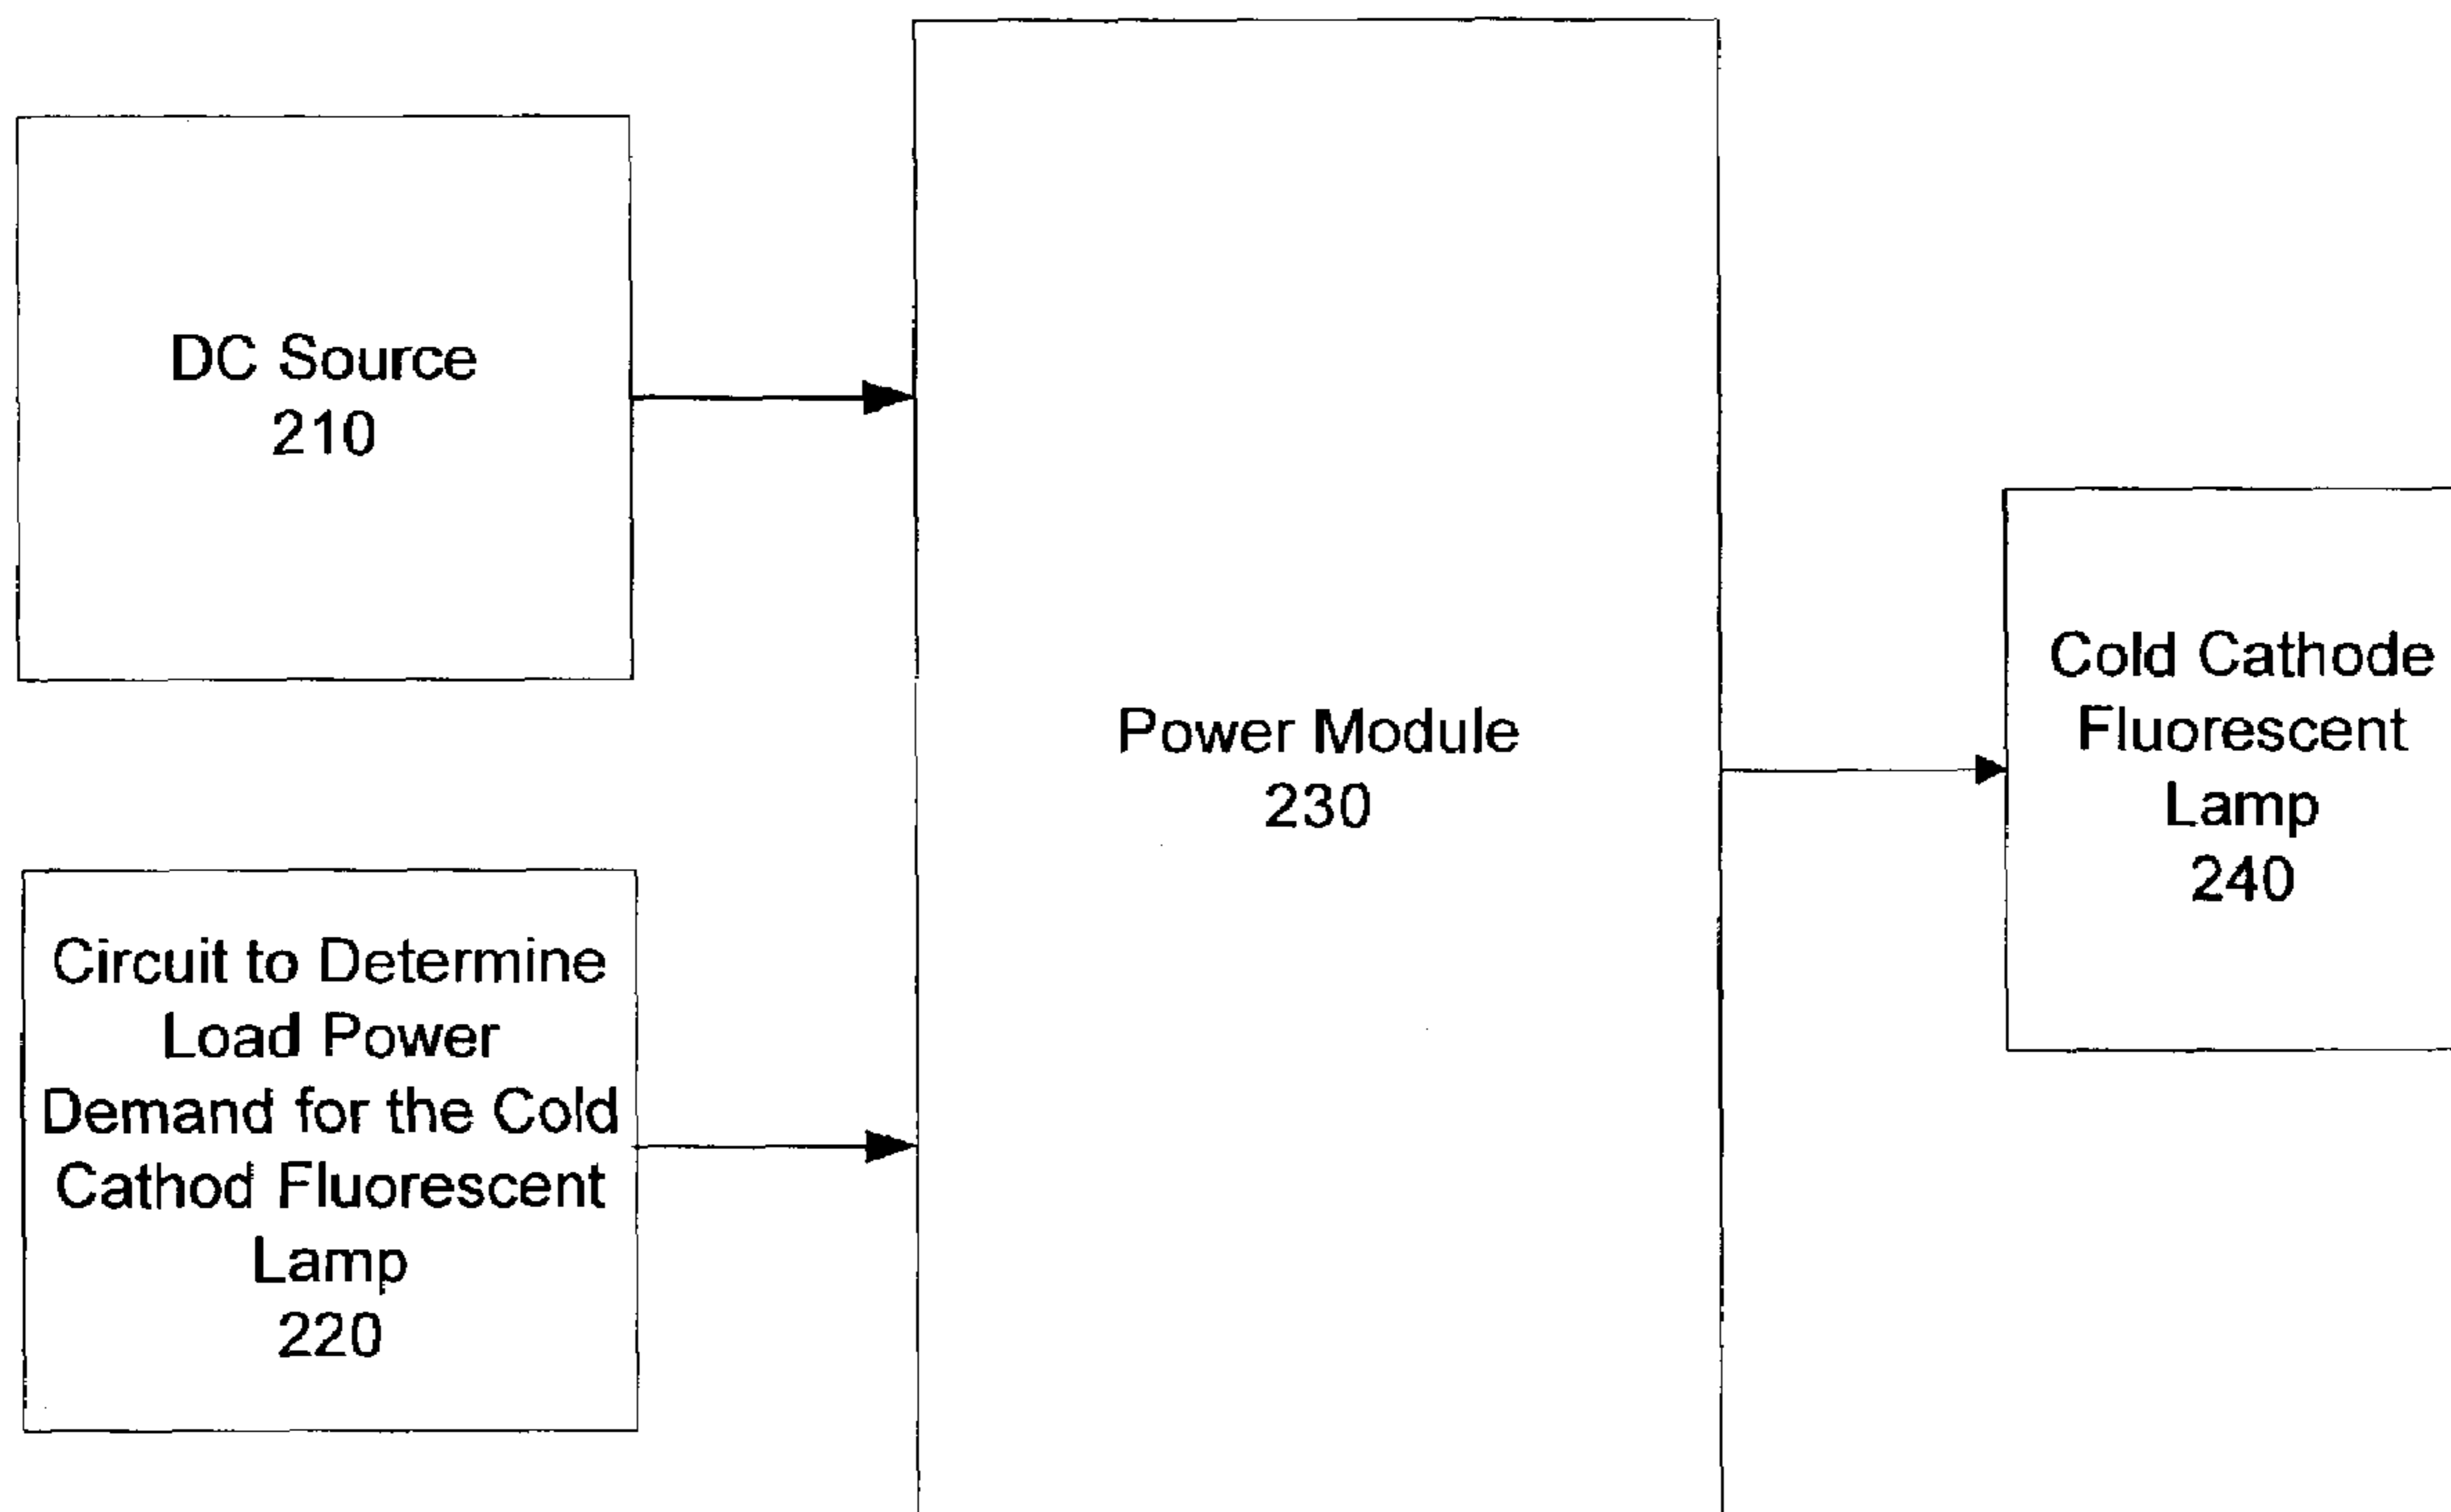 DC Source
210
Circuit to Determine
Load Power
Demand for the Cold
Cathod Fluorescent
Lamp
220
Power Module
230
Cold Cathode
Fluorescent
Lamp
240